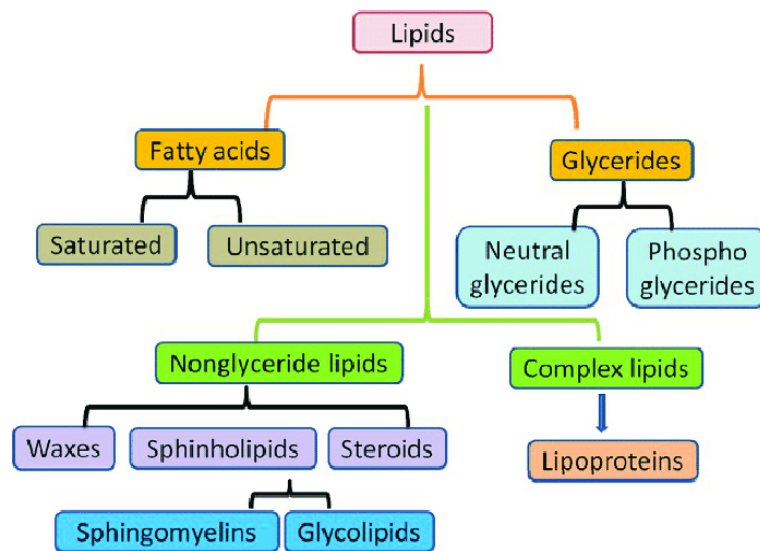 Lipids
Fatty acids
Glycerides
Saturated
Unsaturated
Neutral
glycerides
Phospho
glycerides
Nonglyceride lipids
Complex lipids
Waxes
Sphinholipids
Steroids
Lipoproteins
Sphingomyelins
Glycolipids